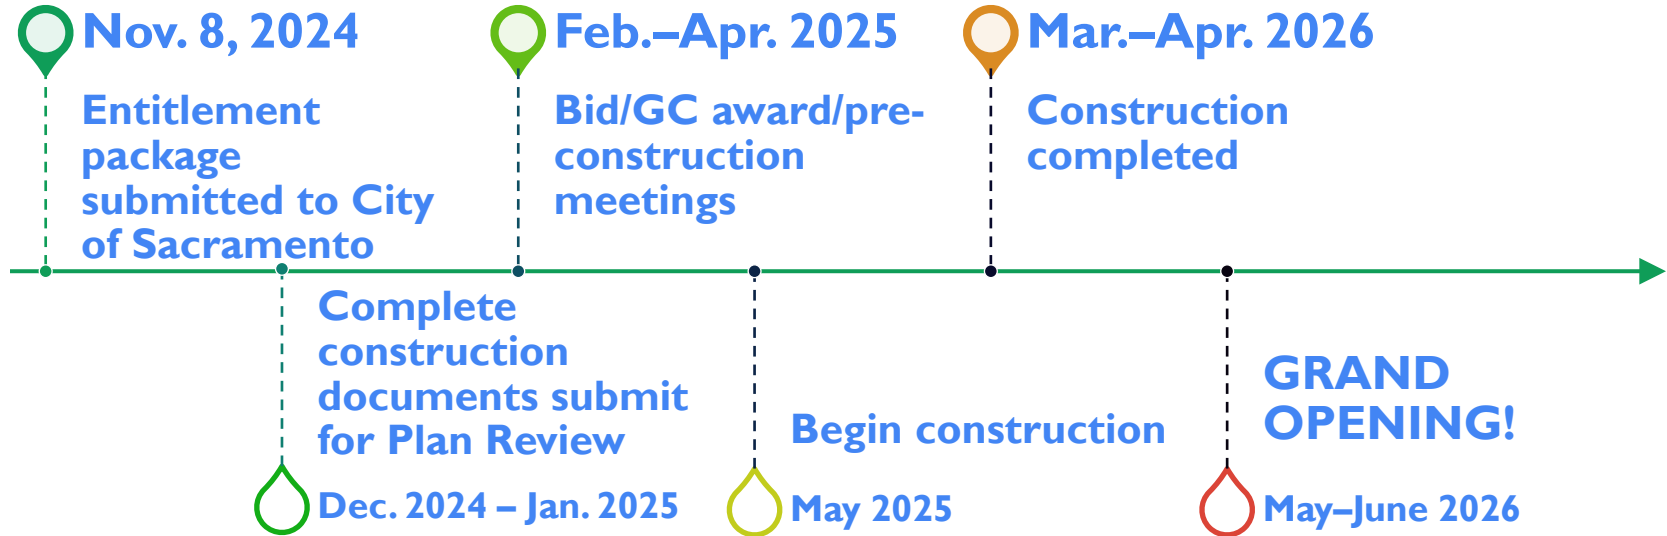 Nov. 8, 2024
Entitlement
package
submitted to City
of Sacramento
Complete
construction
documents submit
for Plan Review
Dec. 2024 – Jan. 2025
Feb.–Apr. 2025
Bid/GC award/pre-
construction
meetings
Begin construction
May 2025
Mar.–Apr. 2026
Construction
completed
GRAND
OPENING!
May–June 2026